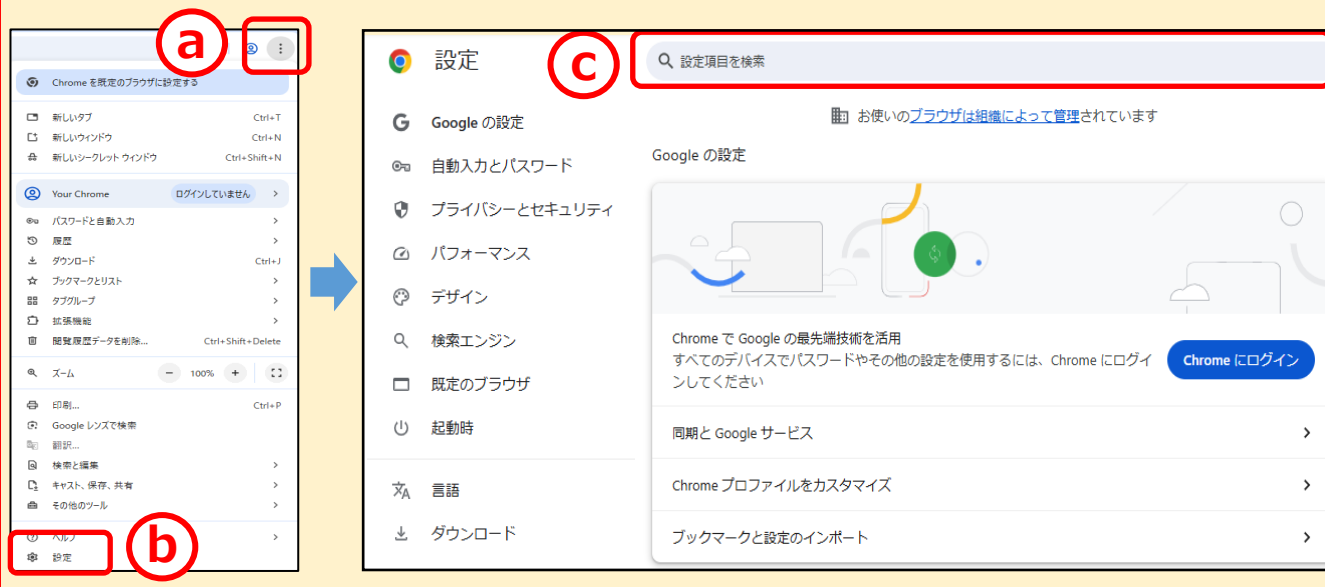 a
Chrome を既定のブラウザに設定する
新しいタブ Ctrl+T
新しいウィンドウ Ctrl+N
新しいシークレット ウィンドウ Ctrl+Shift+N
Your Chrome ログインしていません
パスワードと自動入力
履歴
ダウンロード Ctrl+J
ブックマークとリスト
タブグループ
拡張機能
閲覧履歴データを削除... Ctrl+Shift+Delete
ズーム － 100% +
印刷... Ctrl+P
Google レンズで検索
翻訳...
検索と編集
キャスト、保存、共有
その他のツール
ヘルプ
設定
b
設定
c
設定項目を検索
Google の設定
自動入力とパスワード
プライバシーとセキュリティ
パフォーマンス
デザイン
検索エンジン
既定のブラウザ
起動時
言語
ダウンロード
お使いのブラウザは組織によって管理されています
Google の設定
Chrome で Google の最先端技術を活用
すべてのデバイスでパスワードやその他の設定を使用するには、Chrome にログイ
ンしてください
Chrome にログイン
同期と Google サービス
Chrome プロファイルをカスタマイズ
ブックマークと設定のインポート